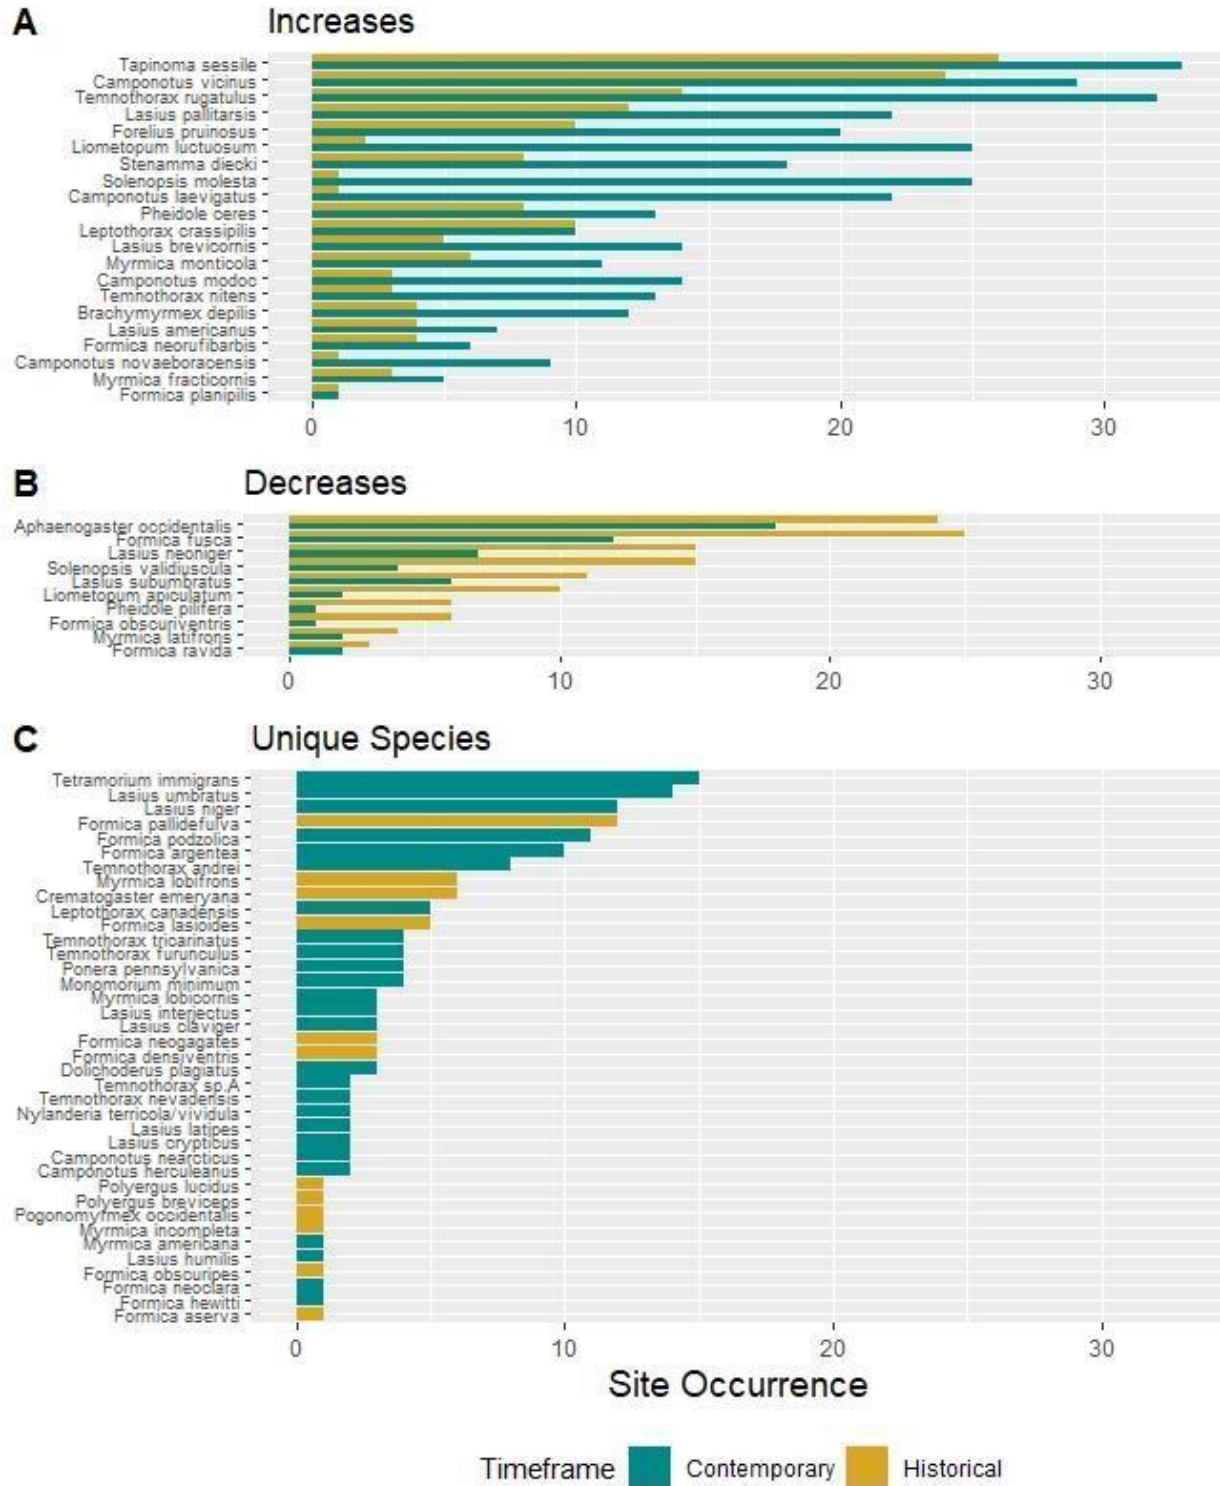 A
Increases
Tapinoma sessile
Camponotus vicinus
Temnothorax rugatulus
Lasius pallitarsis
Forelius pruinosus
Liometopum luctuosum
Stenamma diecki
Solenopsis molesta
Camponotus laevigatus
Pheidole ceres
Leptothorax crassipilis
Lasius brevicornis
Myrmica monticola
Camponotus modoc
Temnothorax nitens
Brachymyrmex depilis
Lasius americanus
Formica neorufibarbis
Camponotus novaeboracensis
Myrmica fracticornis
Formica planipilis
0 10 20 30
B
Decreases
Aphaenogaster occidentalis
Formica fusca
Lasius neoniger
Solenopsis validiuscula
Lasius subumbratus
Liometopum apiculatum
Pheidole pilifera
Formica obscuriventris
Myrmica latifrons
Formica ravida
0 10 20 30
C
Unique Species
Tetramorium immigrans
Lasius umbratus
Lasius niger
Formica pallidefulva
Formica podzolica
Formica argentea
Temnothorax andrei
Myrmica lobifrons
Crematogaster emeryana
Leptothorax canadensis
Formica lasioides
Temnothorax tricarinatus
Temnothorax furunculus
Ponera pennsylvanica
Monomorium minimum
Myrmica lobicornis
Lasius interjectus
Lasius claviger
Formica neogagates
Formica densiventris
Dolichoderus plagiatus
Temnothorax sp.A
Temnothorax nevadensis
Nylanderia terricola/vividula
Lasius latipes
Lasius crypticus
Camponotus nearcticus
Camponotus herculeanus
Polyergus lucidus
Polyergus breviceps
Pogonomyrmex occidentalis
Myrmica incompleta
Myrmica americana
Lasius humilis
Formica obscuripes
Formica neoclara
Formica hewitti
Formica aserva
0 10 20 30
Site Occurrence
Timeframe Contemporary Historical